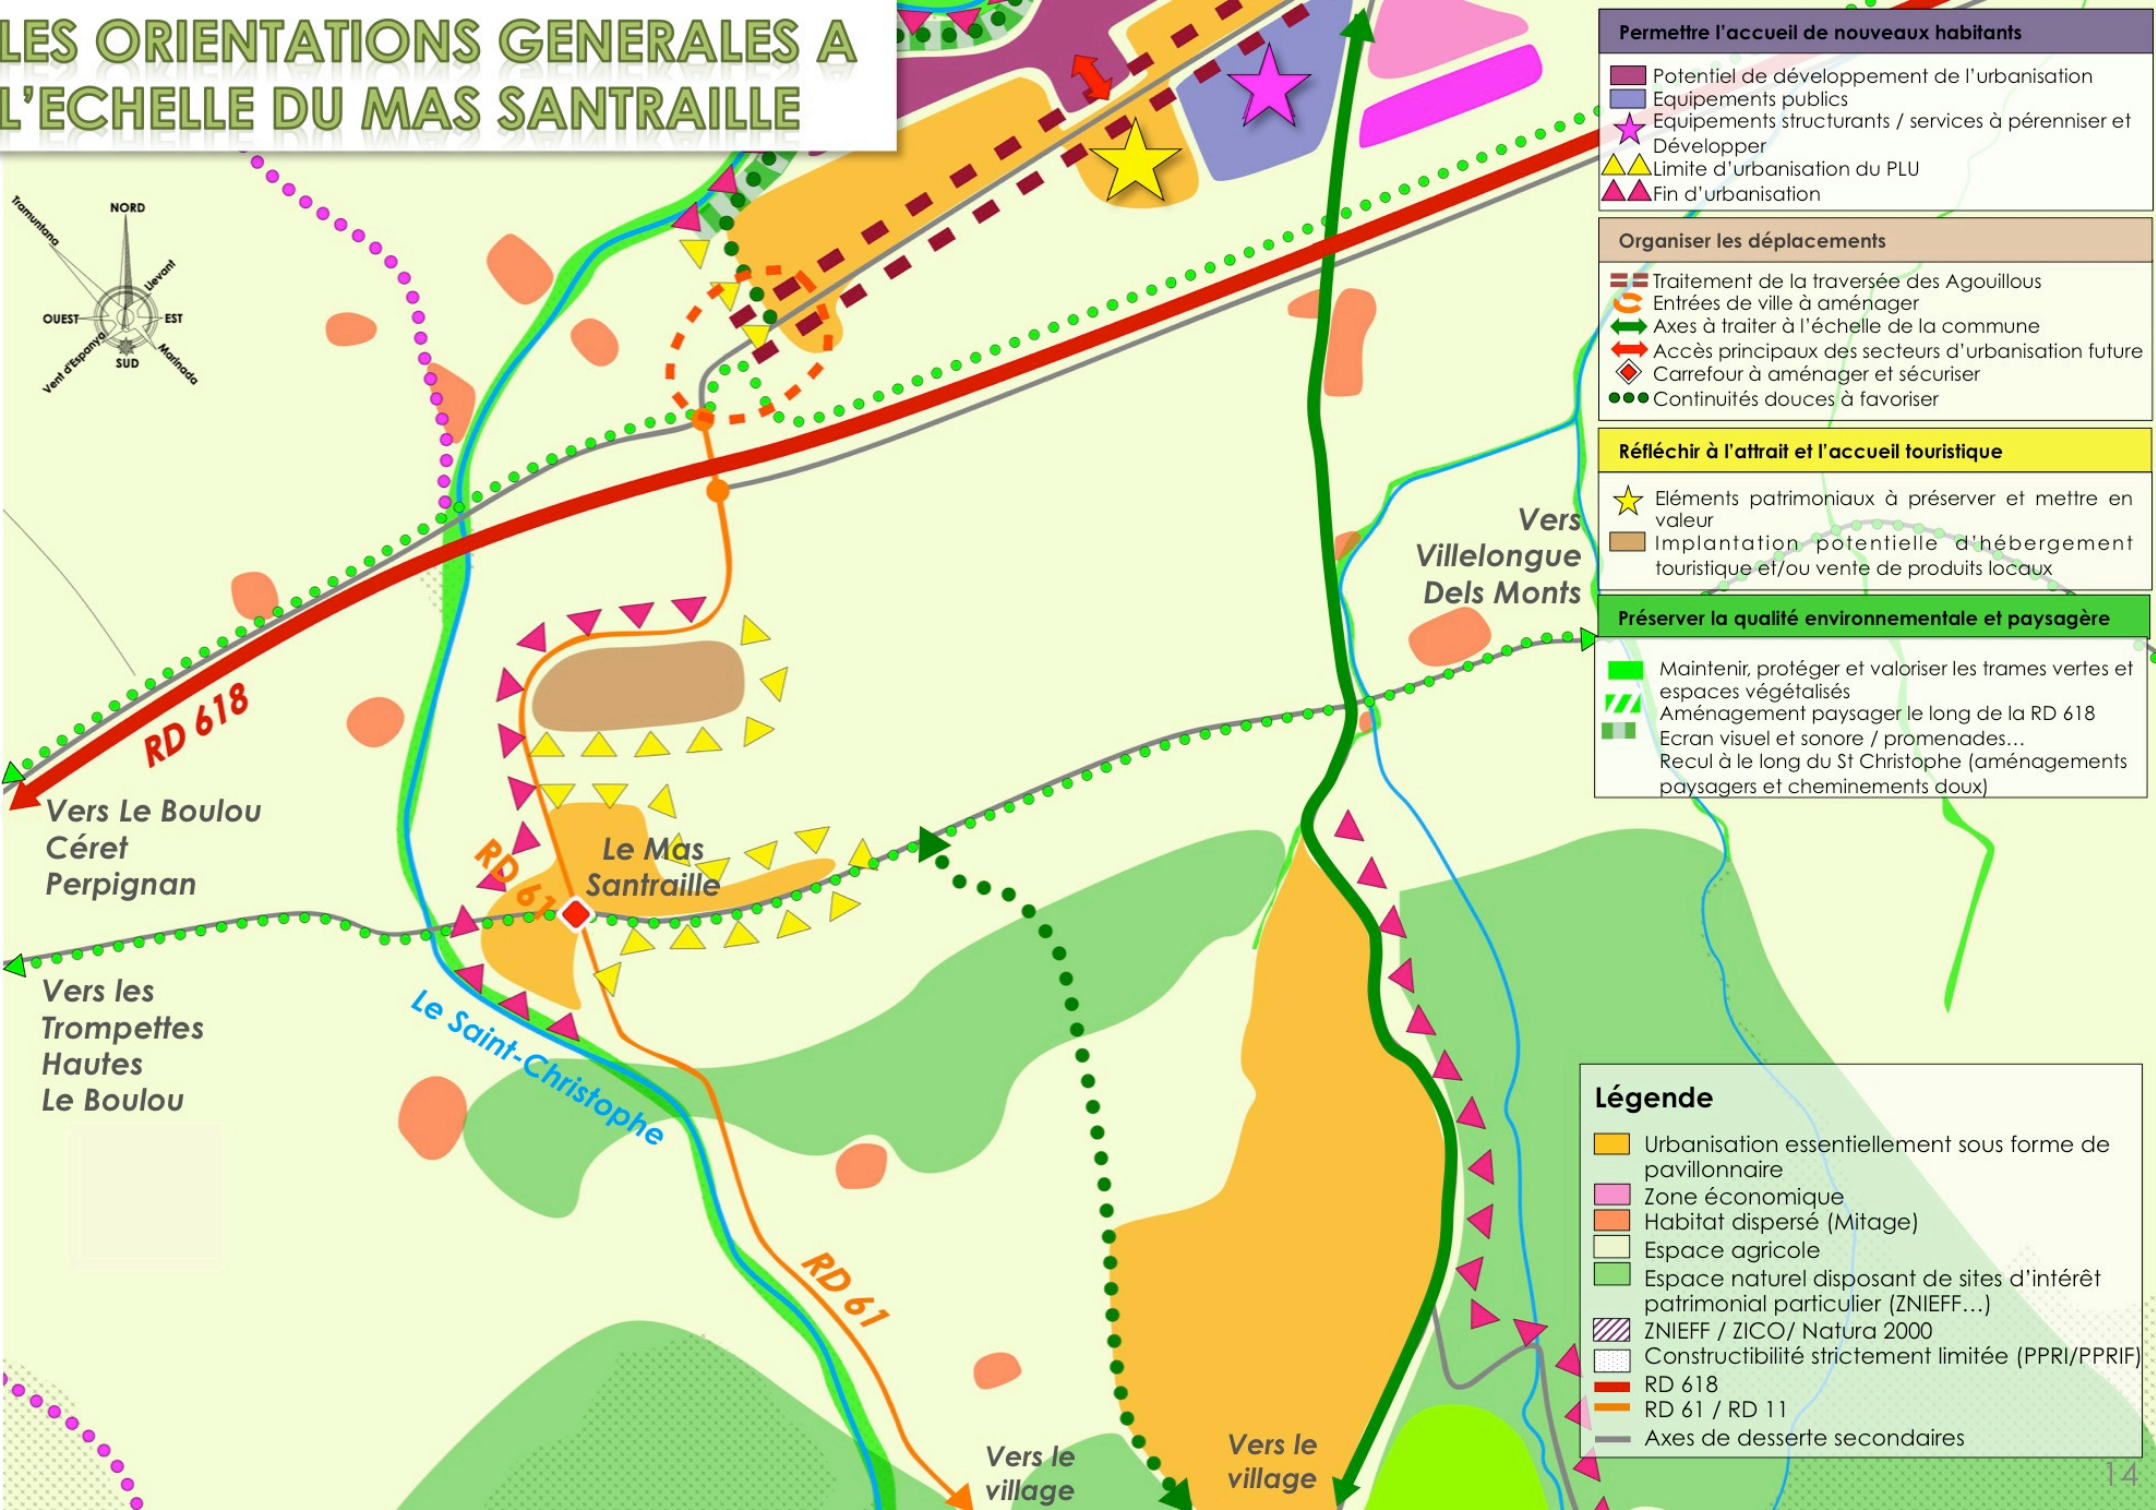 LES ORIENTATIONS GENERALES A
L'ECHELLE DU MAS SANTRAILLE
Tramuntana
NORD
Llevant
OUEST
EST
Vent d'Espanya
SUD
Marinada
RD 618
Vers Le Boulou
Céret
Perpignan
Vers les
Trompettes
Hautes
Le Boulou
RD 61
Le Mas
Santraille
Le Saint-Christophe
RD 61
Vers le
village
Vers le
village
Vers
Villelongue
Dels Monts
Permettre l'accueil de nouveaux habitants
Potentiel de développement de l'urbanisation
Equipements publics
Equipements structurants / services à pérenniser et
Développer
Limite d'urbanisation du PLU
Fin d'urbanisation
Organiser les déplacements
Traitement de la traversée des Agouillous
Entrées de ville à aménager
Axes à traiter à l'échelle de la commune
Accès principaux des secteurs d'urbanisation future
Carrefour à aménager et sécuriser
Continuités douces à favoriser
Réfléchir à l'attrait et l'accueil touristique
Eléments patrimoniaux à préserver et mettre en
valeur
Implantation potentielle d'hébergement
touristique et/ou vente de produits locaux
Préserver la qualité environnementale et paysagère
Maintenir, protéger et valoriser les trames vertes et
espaces végétalisés
Aménagement paysager le long de la RD 618
Ecran visuel et sonore / promenades...
Recul à le long du St Christophe (aménagements
paysagers et cheminements doux)
Légende
Urbanisation essentiellement sous forme de
pavillonnaire
Zone économique
Habitat dispersé (Mitage)
Espace agricole
Espace naturel disposant de sites d'intérêt
patrimonial particulier (ZNIEFF...)
ZNIEFF / ZICO/ Natura 2000
Constructibilité strictement limitée (PPRI/PPRIF)
RD 618
RD 61 / RD 11
Axes de desserte secondaires
14